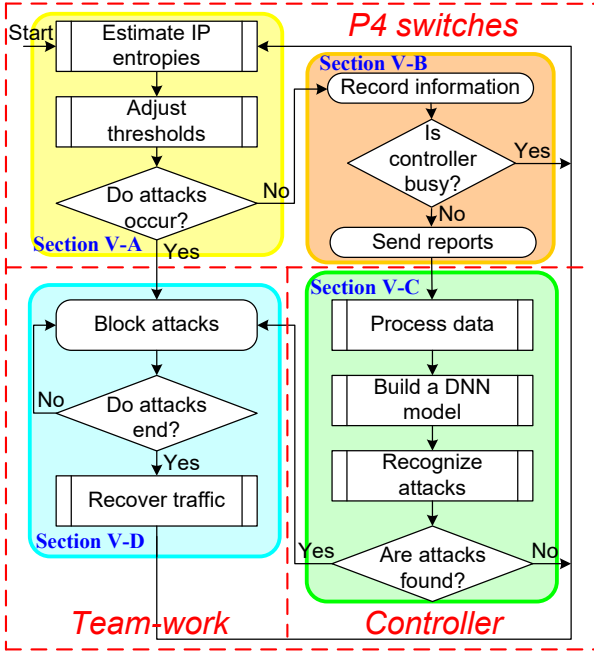 P4 switches
Start
Estimate IP
entropies
Adjust
thresholds
Do attacks
occur?
No
Section V-A
Yes
Section V-B
Record information
Is
controller
busy?
Yes
No
Send reports
Block attacks
No
Do attacks
end?
Yes
Recover traffic
Section V-D
Team-work
Section V-C
Process data
Build a DNN
model
Recognize
attacks
Yes
Are attacks
found?
No
Controller